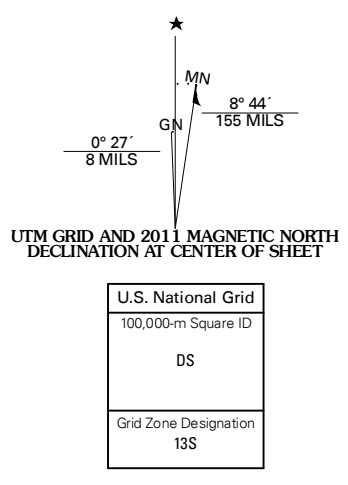 MN
8° 44´
155 MILS
GN
0° 27´
8 MILS
UTM GRID AND 2011 MAGNETIC NORTH
DECLINATION AT CENTER OF SHEET
U.S. National Grid
100,000-m Square ID
DS
Grid Zone Designation
13S